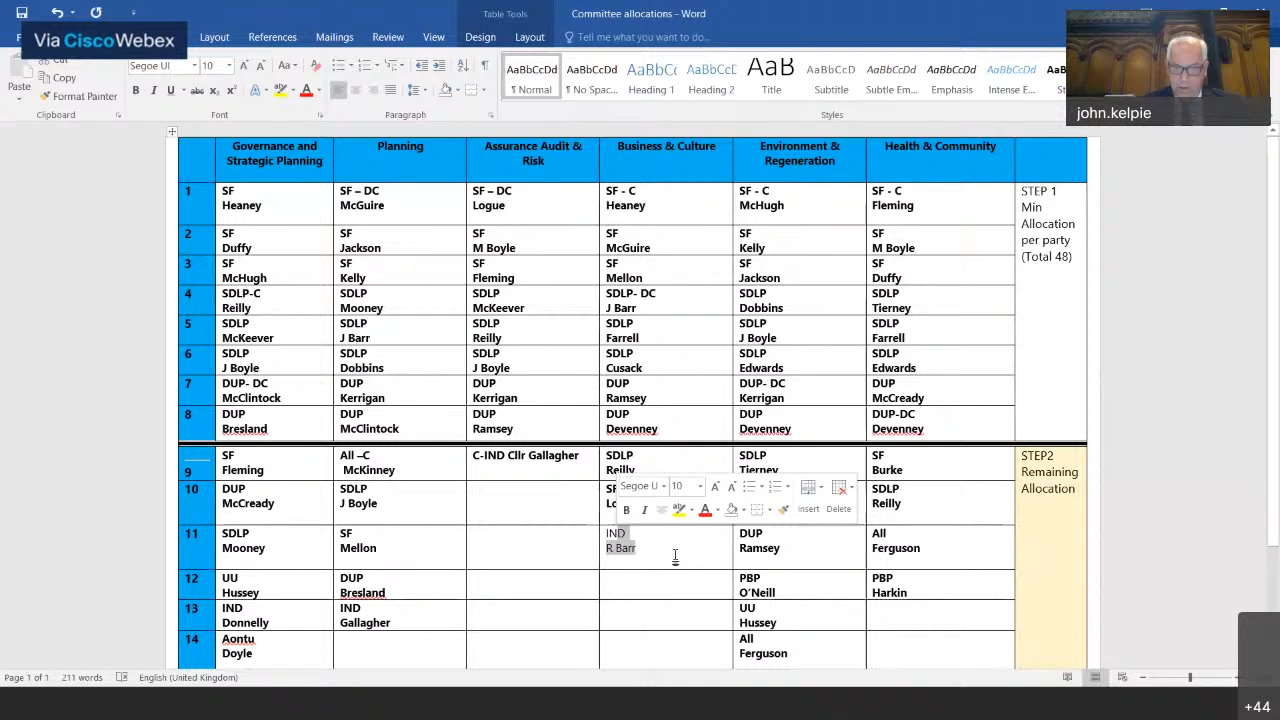 Table Tools
Committee allocations - Word
Via CiscoWebex
Layout References Mailings Review View Design Layout Tell me what you want to do...
Cut
Copy
Paste
Format Painter
Segoe UI 10
AaBbCcDd AaBbCcDd AaBbC( AaBbCcC AaB AaBbCcD AaBbCcDd AaBbCcDd AaBbCcDd
¶ Normal ¶ No Spac... Heading 1 Heading 2 Title Subtitle Subtle Em... Emphasis Intense E...
Clipboard Font Paragraph Styles
john.kelpie
Governance and Strategic Planning Planning Assurance Audit & Risk Business & Culture Environment & Regeneration Health & Community
1 SF SF – DC SF – DC SF - C SF - C SF - C STEP 1
Heaney McGuire Logue Heaney McHugh Fleming Min
Allocation
per party
(Total 48)
2 SF SF SF SF SF SF
Duffy Jackson M Boyle McGuire Kelly M Boyle
3 SF SF SF SF SF SF
McHugh Kelly Fleming Mellon Jackson Duffy
4 SDLP-C SDLP SDLP SDLP- DC SDLP SDLP
Reilly Mooney McKeever J Barr Dobbins Tierney
5 SDLP SDLP SDLP SDLP SDLP SDLP
McKeever J Barr Reilly Farrell J Boyle Farrell
6 SDLP SDLP SDLP SDLP SDLP SDLP
J Boyle Dobbins J Boyle Cusack Edwards Edwards
7 DUP- DC DUP DUP DUP DUP- DC DUP
McClintock Kerrigan Kerrigan Ramsey Kerrigan McCready
8 DUP DUP DUP DUP DUP DUP-DC
Bresland McClintock Ramsey Devenney Devenney Devenney
SF All –C C-IND Cllr Gallagher SDLP SDLP SF STEP2
9 Fleming McKinney Reilly Tierney Burke Remaining
Allocation
10 DUP SDLP SDLP
McCready J Boyle Reilly
Segoe U 10
Insert Delete
11 SDLP SF IND DUP All
Mooney Mellon R Barr Ramsey Ferguson
12 UU DUP PBP PBP
Hussey Bresland O'Neill Harkin
13 IND IND UU
Donnelly Gallagher Hussey
14 Aontu All
Doyle Ferguson
Page 1 of 1 211 words English (United Kingdom)
+44